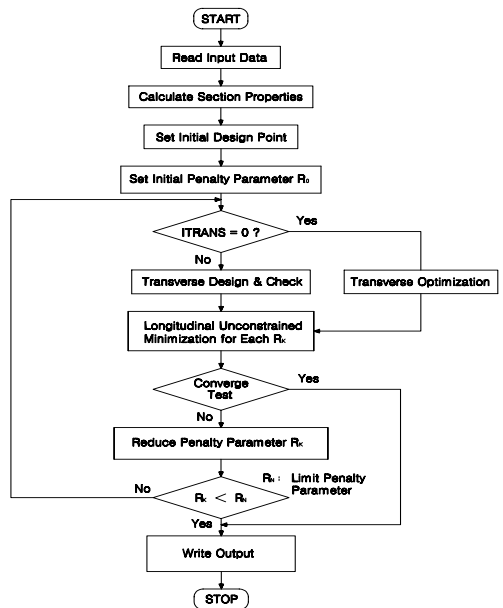 START
Read Input Data
Calculate Section Properties
Set Initial Design Point
Set Initial Penalty Parameter R₀
ITRANS = 0 ?
Yes
No
Transverse Design & Check
Transverse Optimization
Longitudinal Unconstrained
Minimization for Each Rₖ
Converge
Test
Yes
No
Reduce Penalty Parameter Rₖ
No
Rₖ < Rₙ
Rₙ : Limit Penalty
Parameter
Yes
Write Output
STOP